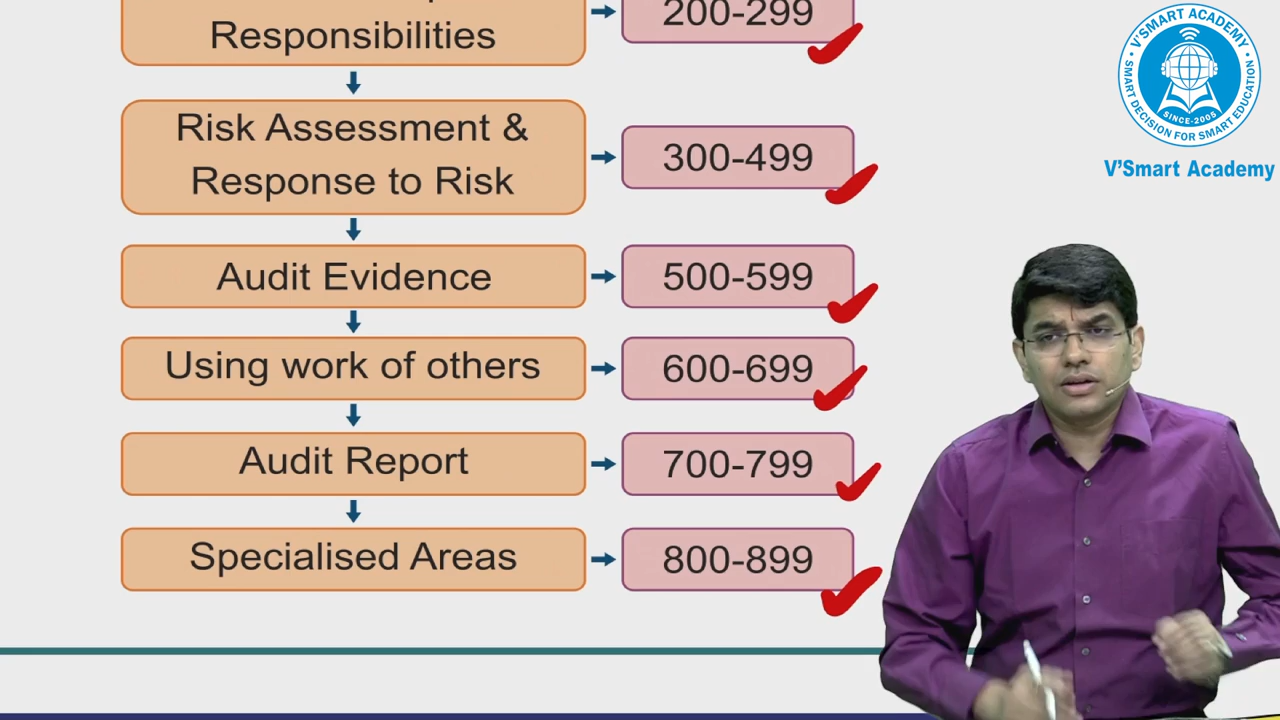 200-299
Responsibilities
Risk Assessment &
Response to Risk
300-499
Audit Evidence
500-599
Using work of others
600-699
Audit Report
700-799
Specialised Areas
800-899
• V'SMART ACADEMY •
SMART DECISION FOR SMART EDUCATION
SINCE-2005
V'Smart Academy